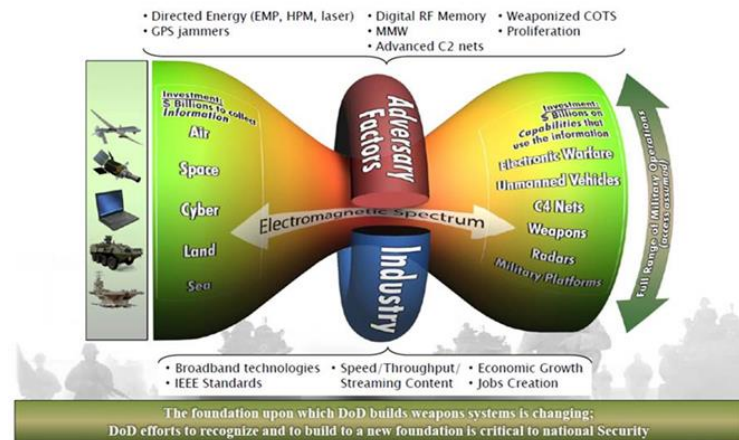 • Directed Energy (EMP, HPM, laser)
• GPS jammers
• Digital RF Memory
• MMW
• Advanced C2 nets
• Weaponized COTS
• Proliferation
Investment:
$ Billions to collect
Information
Air
Space
Cyber
Land
Sea
Adversary
Factors
Electromagnetic Spectrum
Industry
Investment:
$ Billions on
Capabilities that
use the information
Electronic Warfare
Unmanned Vehicles
C4 Nets
Weapons
Radars
Military Platforms
Full Range of Military Operations
(access assumed)
• Broadband technologies
• IEEE Standards
• Speed/Throughput/
Streaming Content
• Economic Growth
• Jobs Creation
The foundation upon which DoD builds weapons systems is changing;
DoD efforts to recognize and to build to a new foundation is critical to national Security